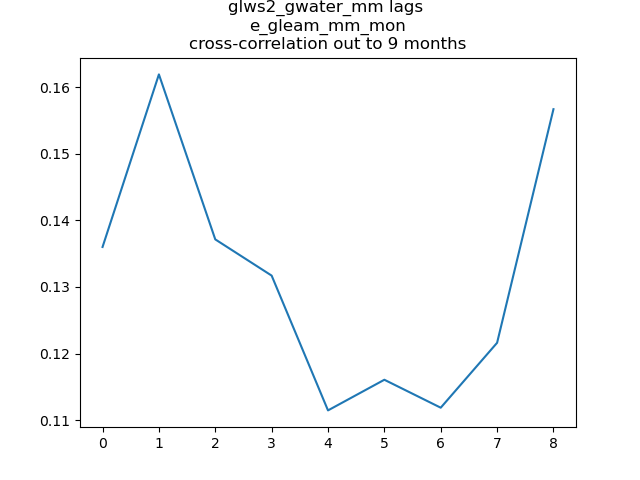 glws2_gwater_mm lags
e_gleam_mm_mon
cross-correlation out to 9 months
0.16
0.15
0.14
0.13
0.12
0.11
0 1 2 3 4 5 6 7 8